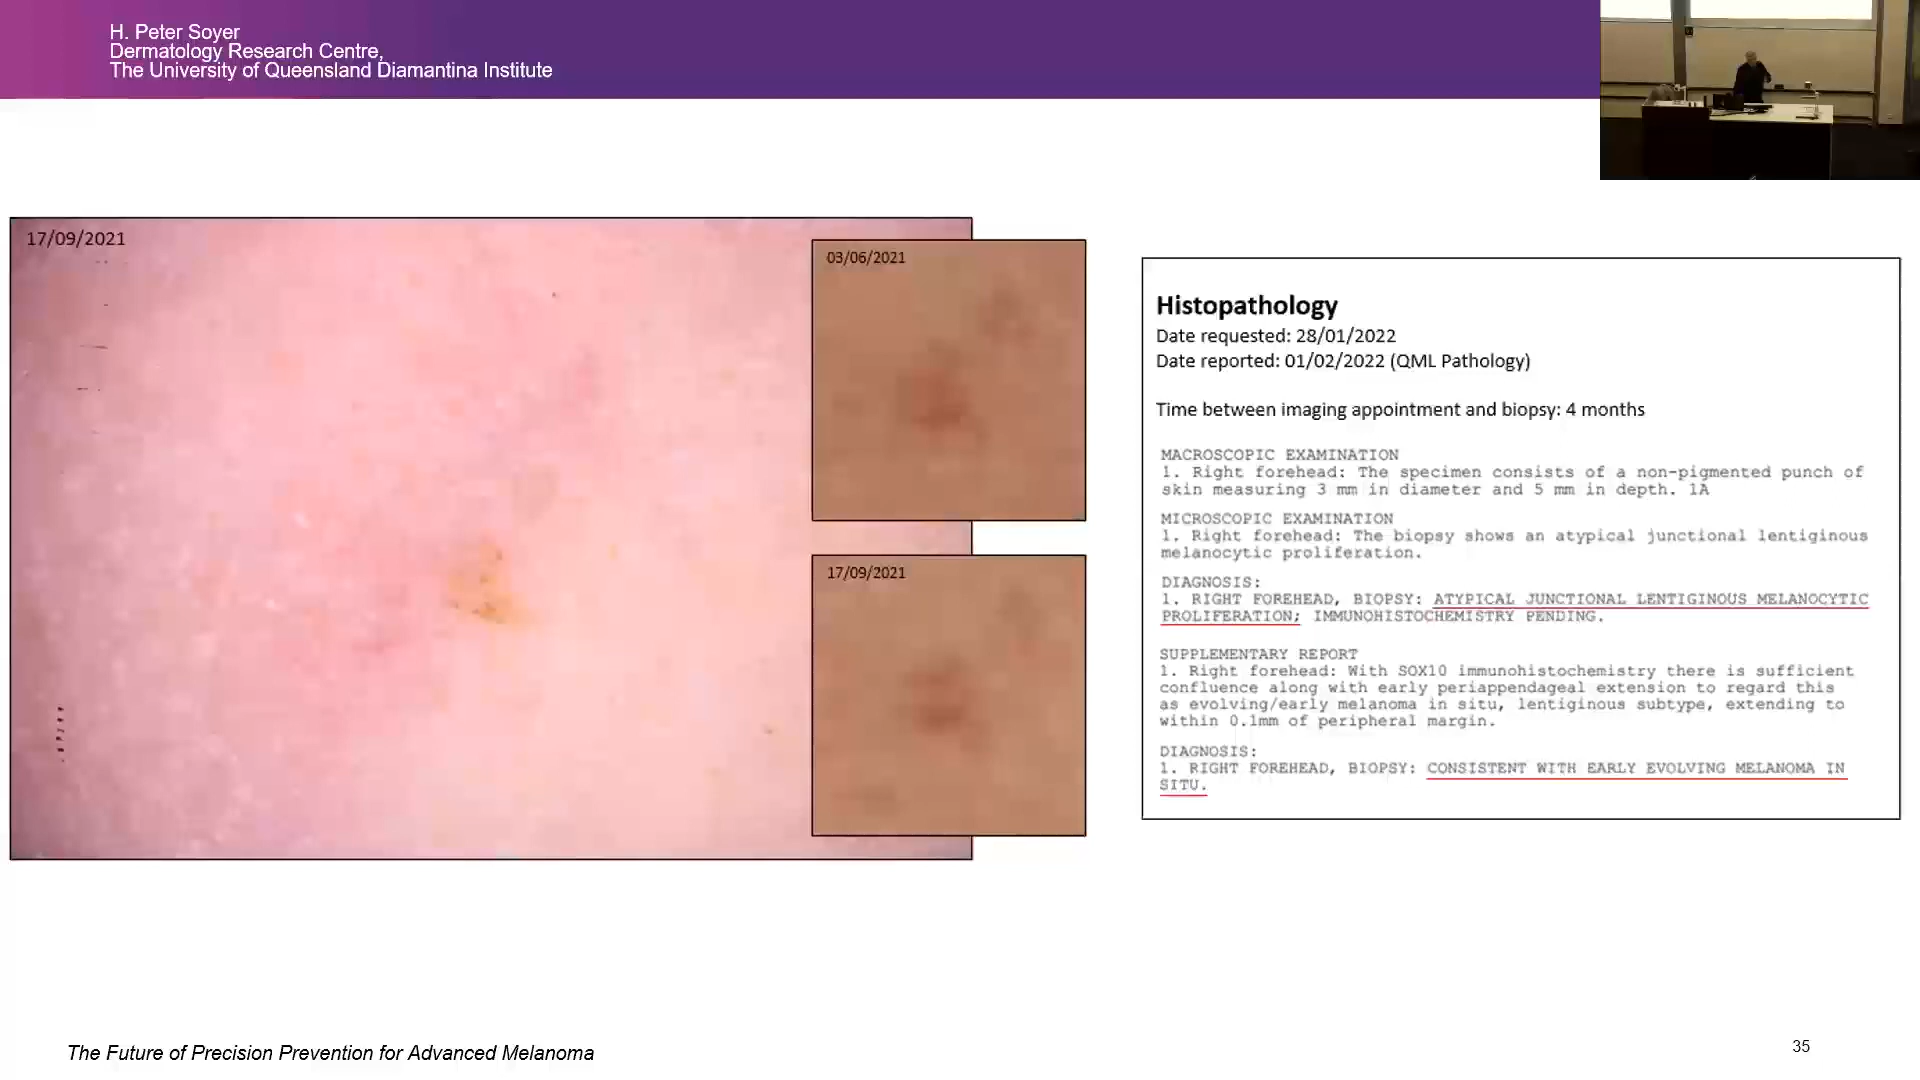 H. Peter Soyer
Dermatology Research Centre,
The University of Queensland Diamantina Institute
17/09/2021
03/06/2021
17/09/2021
Histopathology
Date requested: 28/01/2022
Date reported: 01/02/2022 (QML Pathology)
Time between imaging appointment and biopsy: 4 months
MACROSCOPIC EXAMINATION
1. Right forehead: The specimen consists of a non-pigmented punch of
skin measuring 3 mm in diameter and 5 mm in depth. 1A
MICROSCOPIC EXAMINATION
1. Right forehead: The biopsy shows an atypical junctional lentiginous
melanocytic proliferation.
DIAGNOSIS:
1. RIGHT FOREHEAD, BIOPSY: ATYPICAL JUNCTIONAL LENTIGINOUS MELANOCYTIC
PROLIFERATION; IMMUNOHISTOCHEMISTRY PENDING.
SUPPLEMENTARY REPORT
1. Right forehead: With SOX10 immunohistochemistry there is sufficient
confluence along with early periappendageal extension to regard this
as evolving/early melanoma in situ, lentiginous subtype, extending to
within 0.1mm of peripheral margin.
DIAGNOSIS:
1. RIGHT FOREHEAD, BIOPSY: CONSISTENT WITH EARLY EVOLVING MELANOMA IN
SITU.
The Future of Precision Prevention for Advanced Melanoma
35